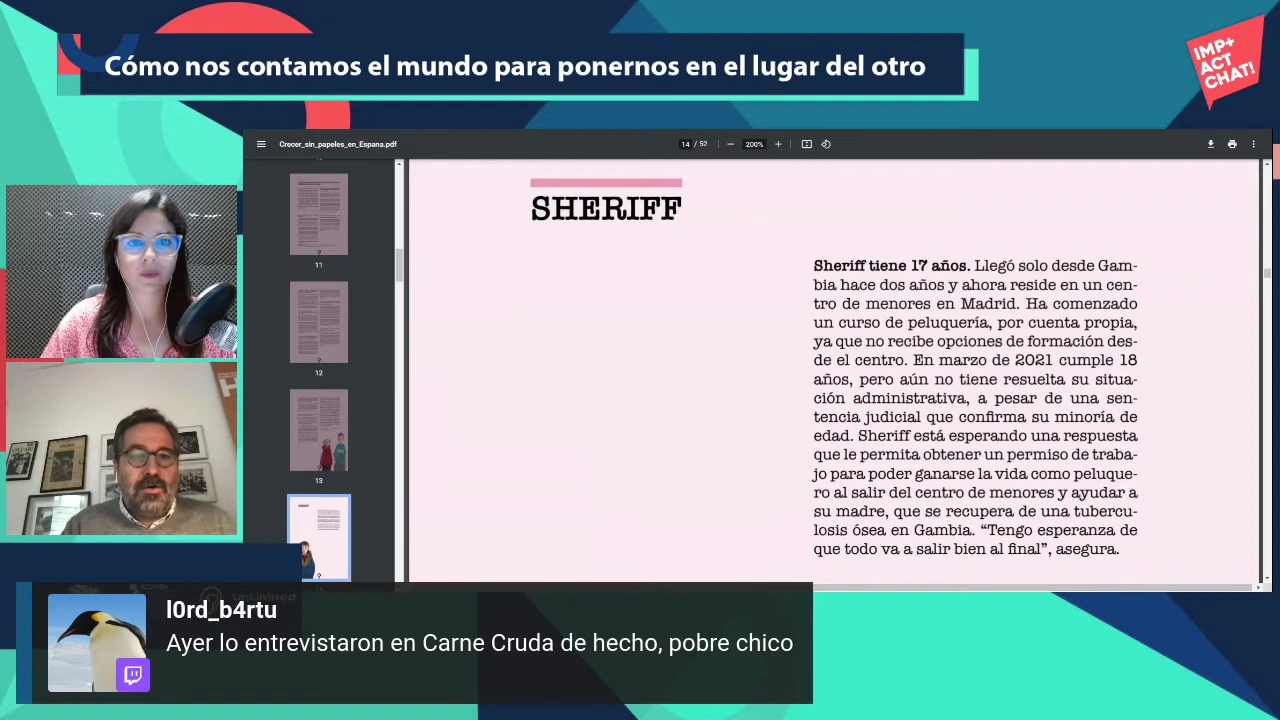 Cómo nos contamos el mundo para ponernos en el lugar del otro
IMP+
ACT
CHAT!
Crecer_sin_papeles_en_Espana.pdf
14 / 52
200%
11
12
13
SHERIFF
Sheriff tiene 17 años. Llegó solo desde Gam-
bia hace dos años y ahora reside en un cen-
tro de menores en Madrid. Ha comenzado
un curso de peluquería, por cuenta propia,
ya que no recibe opciones de formación des-
de el centro. En marzo de 2021 cumple 18
años, pero aún no tiene resuelta su situa-
ción administrativa, a pesar de una sen-
tencia judicial que confirma su minoría de
edad. Sheriff está esperando una respuesta
que le permita obtener un permiso de traba-
jo para poder ganarse la vida como peluque-
ro al salir del centro de menores y ayudar a
su madre, que se recupera de una tubercu-
losis ósea en Gambia. “Tengo esperanza de
que todo va a salir bien al final”, asegura.
UnLimited
l0rd_b4rtu
Ayer lo entrevistaron en Carne Cruda de hecho, pobre chico